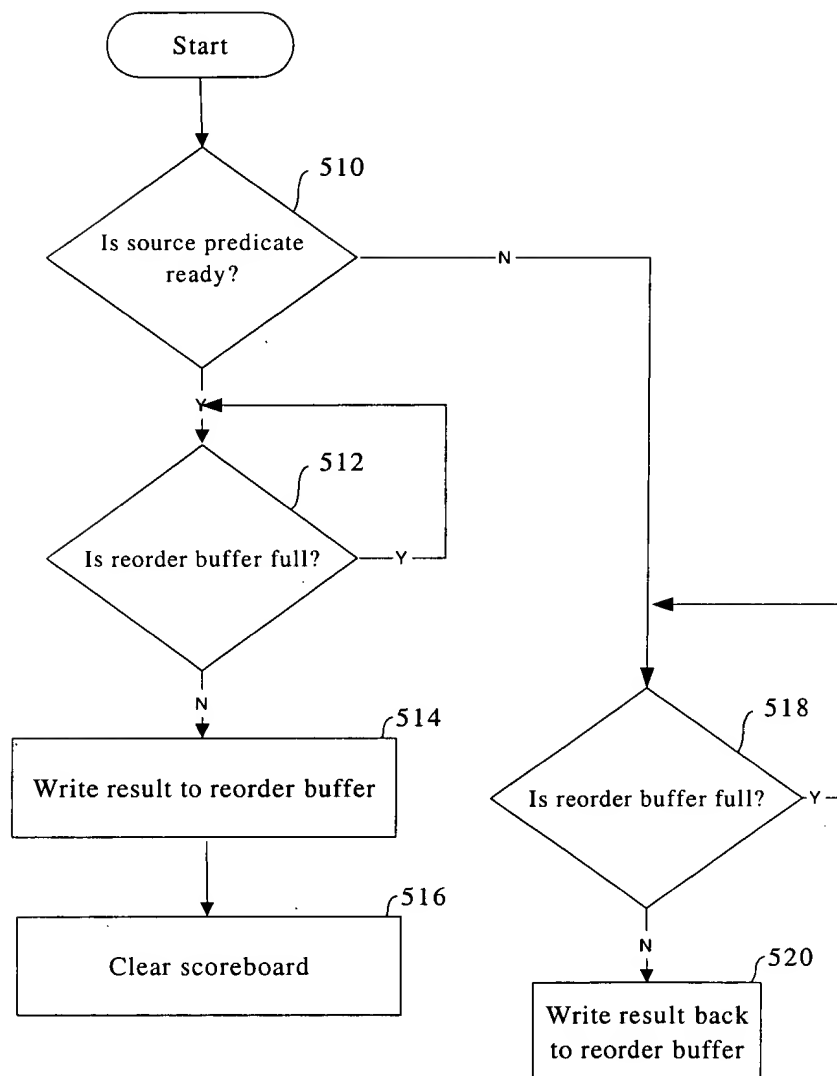 Start
510
Is source predicate
ready?
N
Y
512
Is reorder buffer full?
Y
N
514
Write result to reorder buffer
516
Clear scoreboard
518
Is reorder buffer full?
Y
N
520
Write result back
to reorder buffer